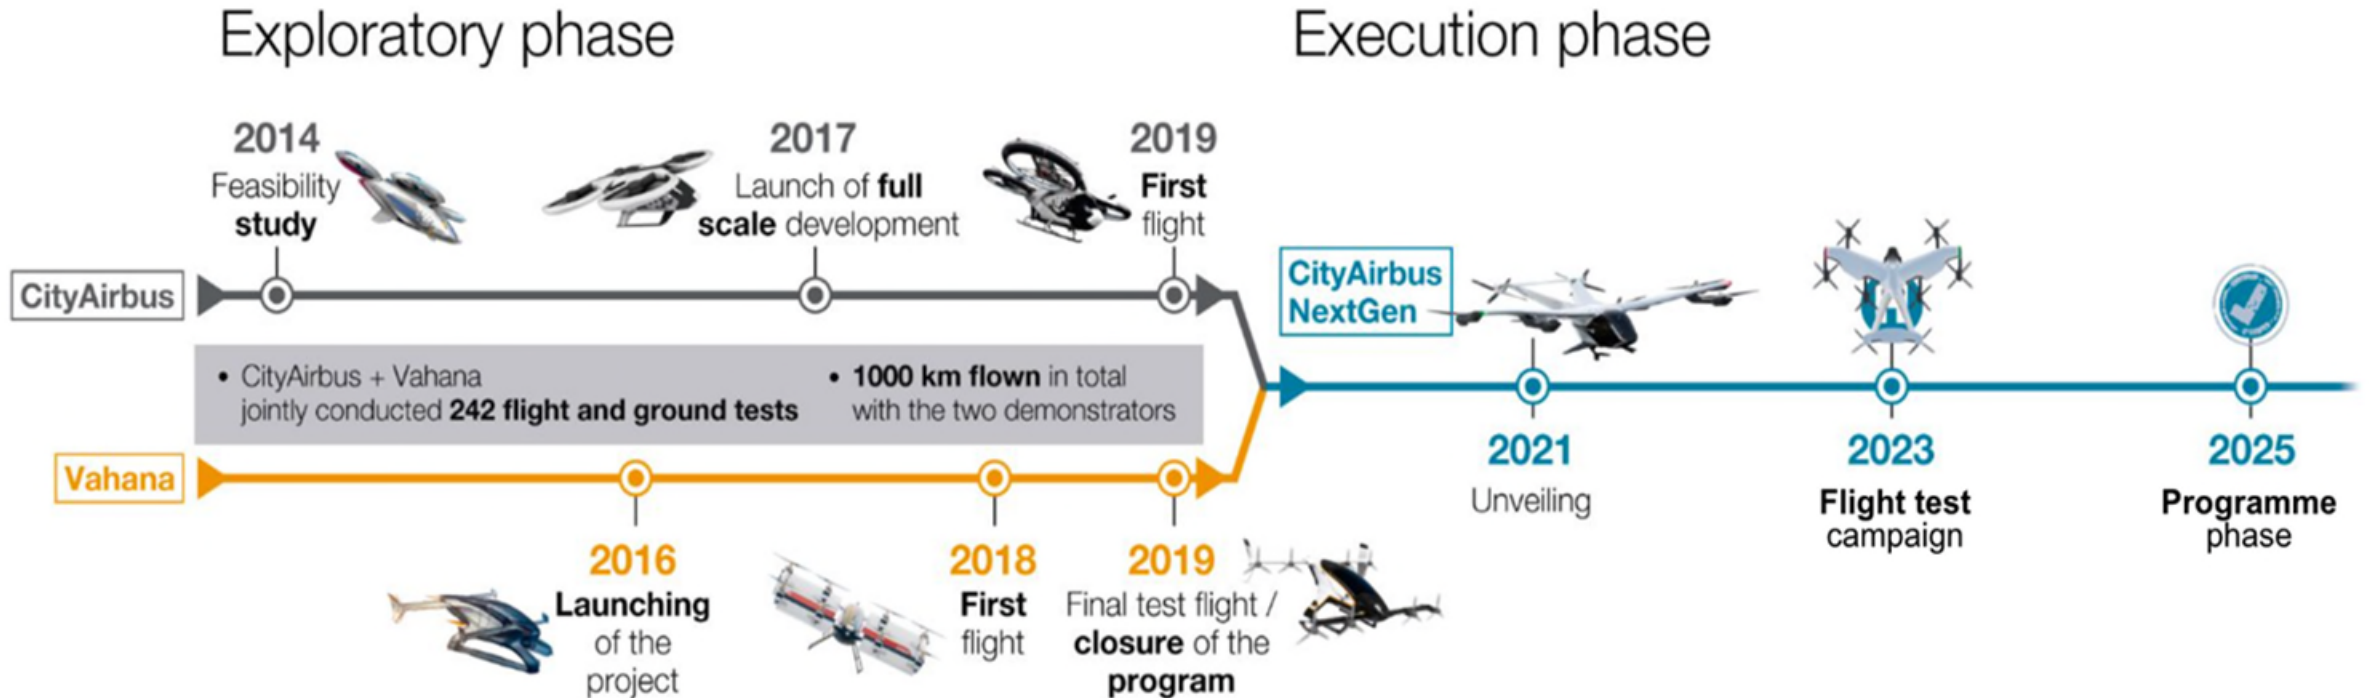 Exploratory phase
Execution phase
2014
Feasibility
study
2017
Launch of full
scale development
2019
First
flight
CityAirbus
CityAirbus
NextGen
• CityAirbus + Vahana
jointly conducted 242 flight and ground tests
• 1000 km flown in total
with the two demonstrators
Vahana
2016
Launching
of the
project
2018
First
flight
2019
Final test flight /
closure of the
program
2021
Unveiling
2023
Flight test
campaign
2025
Programme
phase